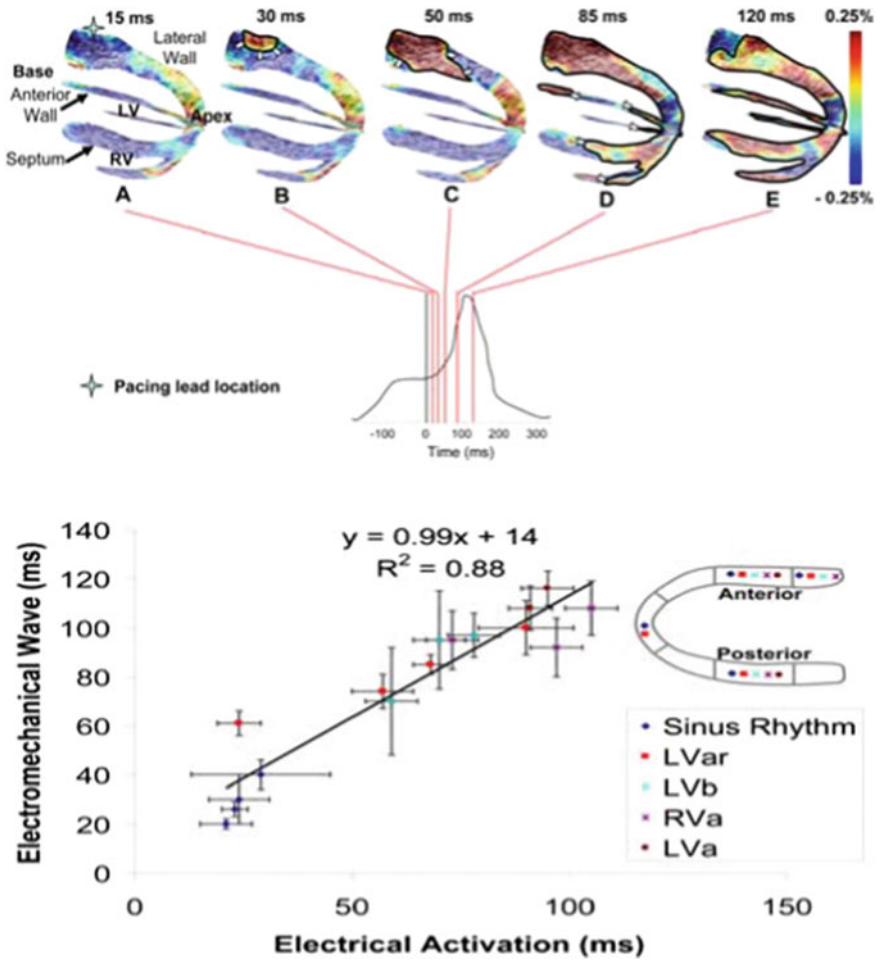 15 ms 30 ms 50 ms 85 ms 120 ms 0.25%
Lateral
Wall
Base
Anterior
Wall
LV
Apex
Septum
RV
A B C D E
- 0.25%
Pacing lead location
-100 0 100 200 300
Time (ms)
y = 0.99x + 14
R² = 0.88
Electromechanical Wave (ms)
140
120
100
80
60
40
20
0
0 50 100 150
Electrical Activation (ms)
Anterior
Posterior
Sinus Rhythm
LVar
LVb
RVa
LVa